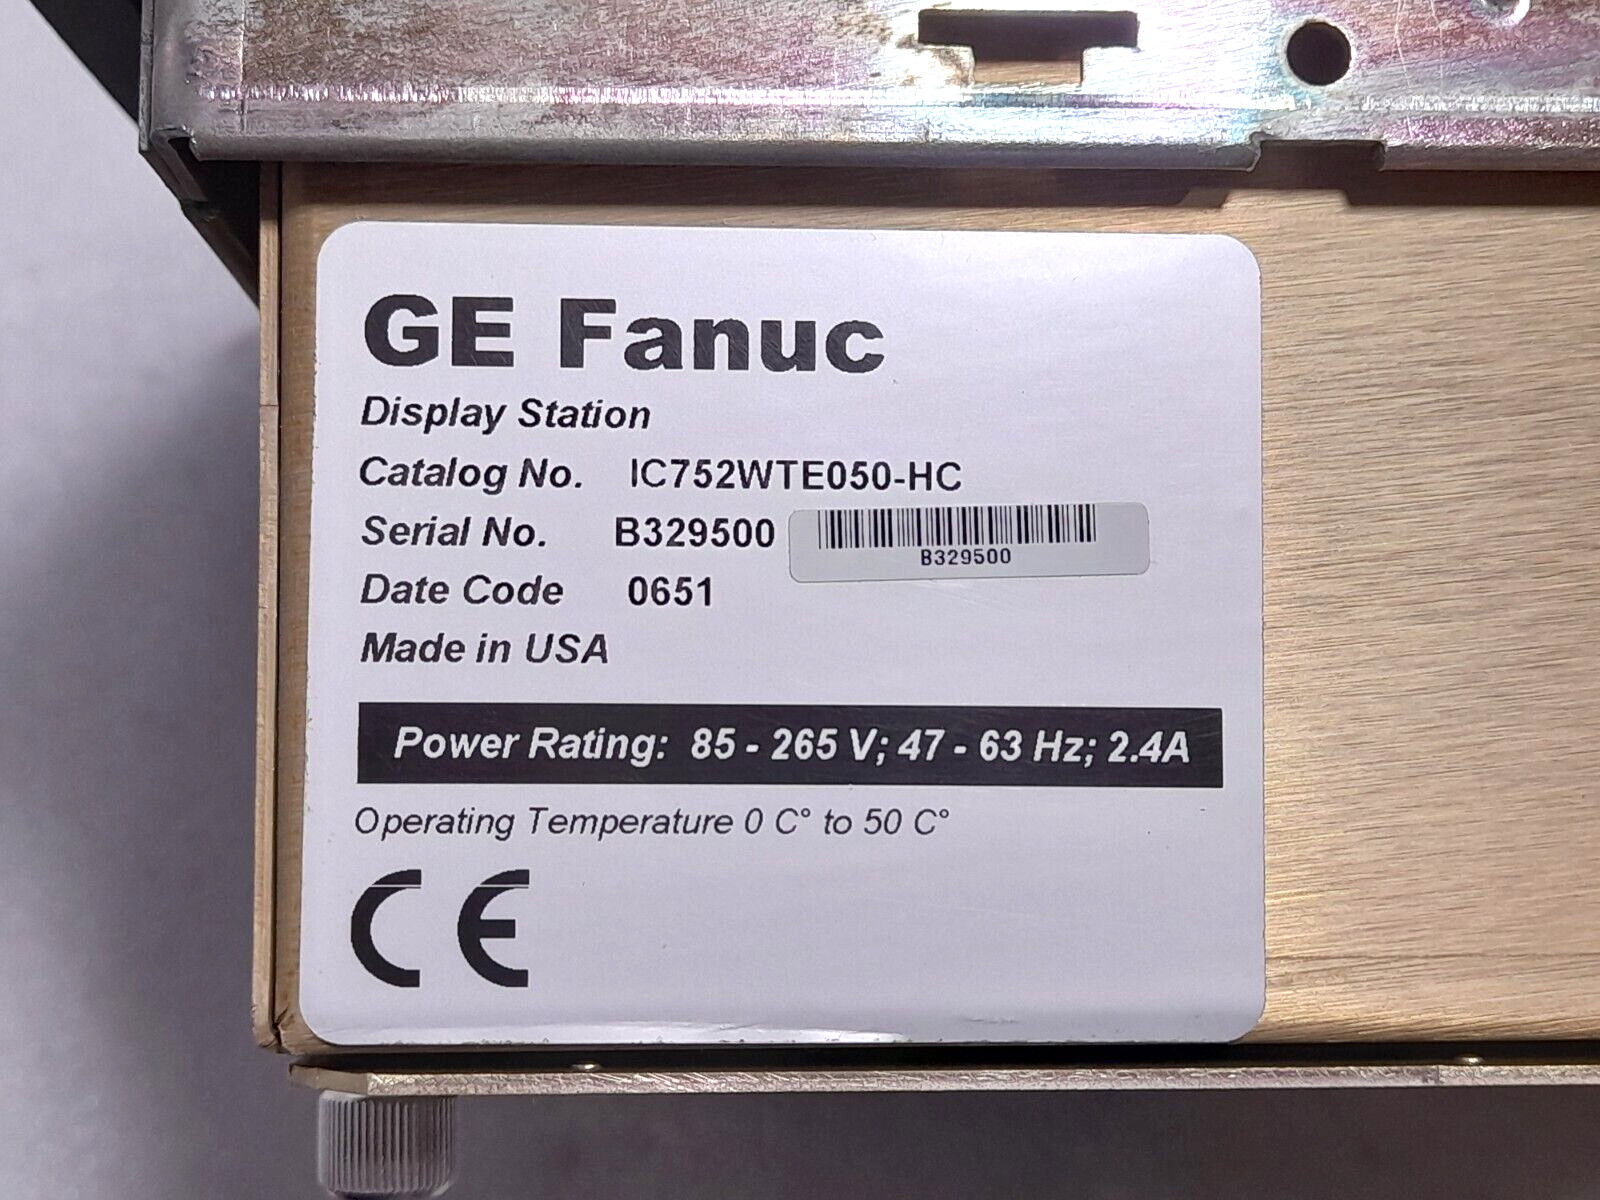 GE Fanuc
Display Station
Catalog No. IC752WTE050-HC
Serial No. B329500
B329500
Date Code 0651
Made in USA
Power Rating: 85 - 265 V; 47 - 63 Hz; 2.4A
Operating Temperature 0 C° to 50 C°
CE